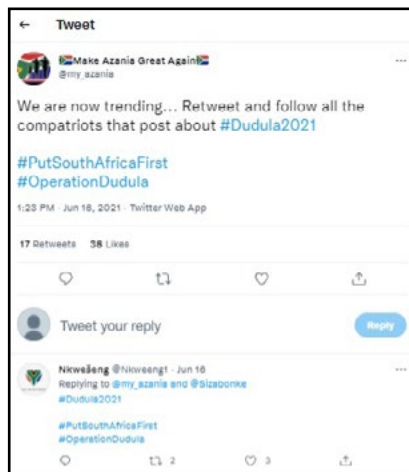 ← Tweet
🇿🇦Make Azania Great Again🇿🇦
@my_azania
We are now trending... Retweet and follow all the
compatriots that post about #Dudula2021
#PutSouthAfricaFirst
#OperationDudula
1:23 PM · Jun 16, 2021 · Twitter Web App
17 Retweets 38 Likes
Tweet your reply
Reply
@Nkweeng1 · Jun 16
Replying to @my_azania and @Sizabonke
#Dudula2021
#PutSouthAfricaFirst
#OperationDudula
2 3